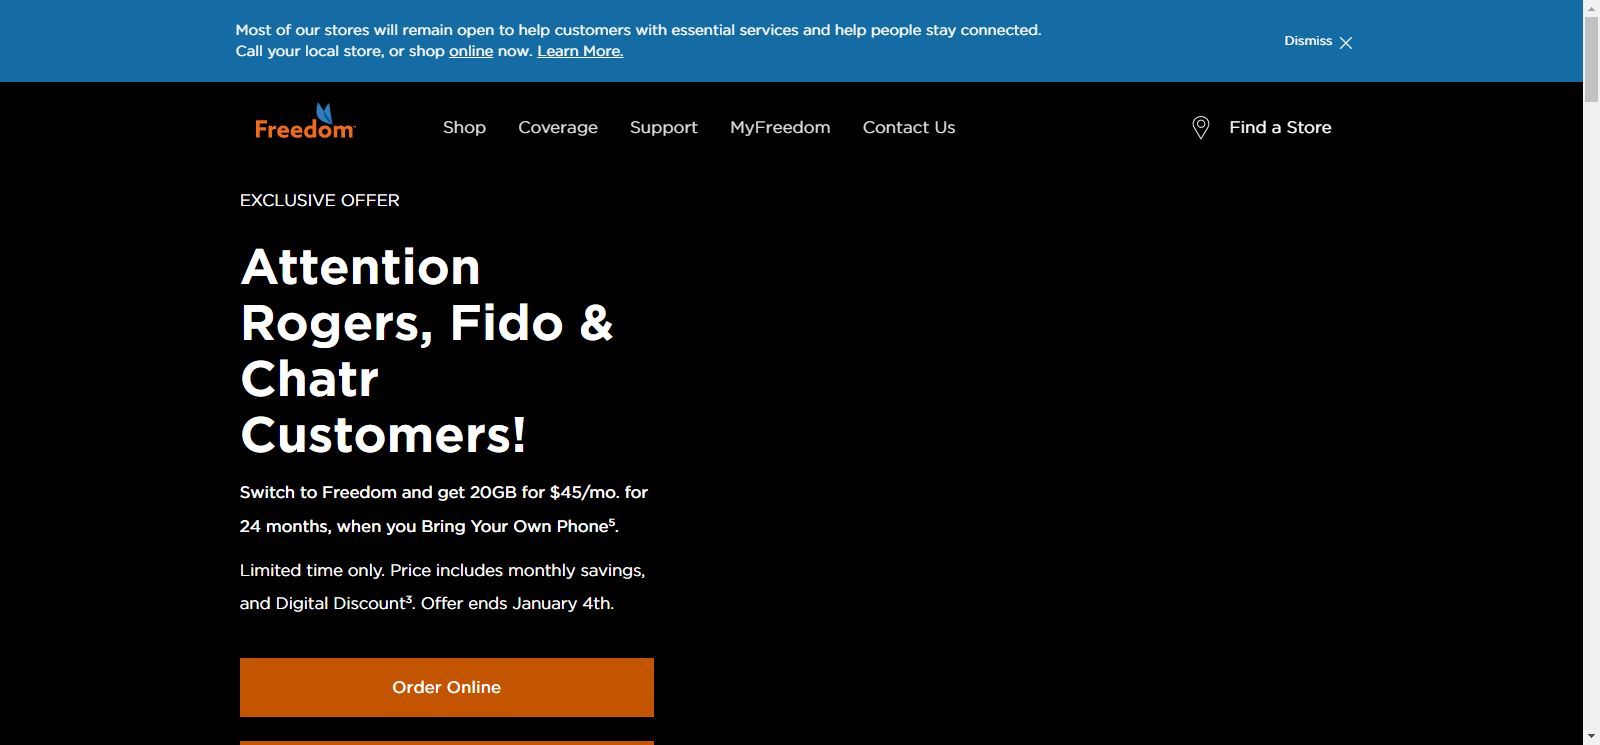 Most of our stores will remain open to help customers with essential services and help people stay connected.
Call your local store, or shop online now. Learn More.
Dismiss
Freedom
Shop
Coverage
Support
MyFreedom
Contact Us
Find a Store
EXCLUSIVE OFFER
Attention
Rogers, Fido &
Chatr
Customers!
Switch to Freedom and get 20GB for $45/mo. for
24 months, when you Bring Your Own Phone⁵.
Limited time only. Price includes monthly savings,
and Digital Discount³. Offer ends January 4th.
Order Online